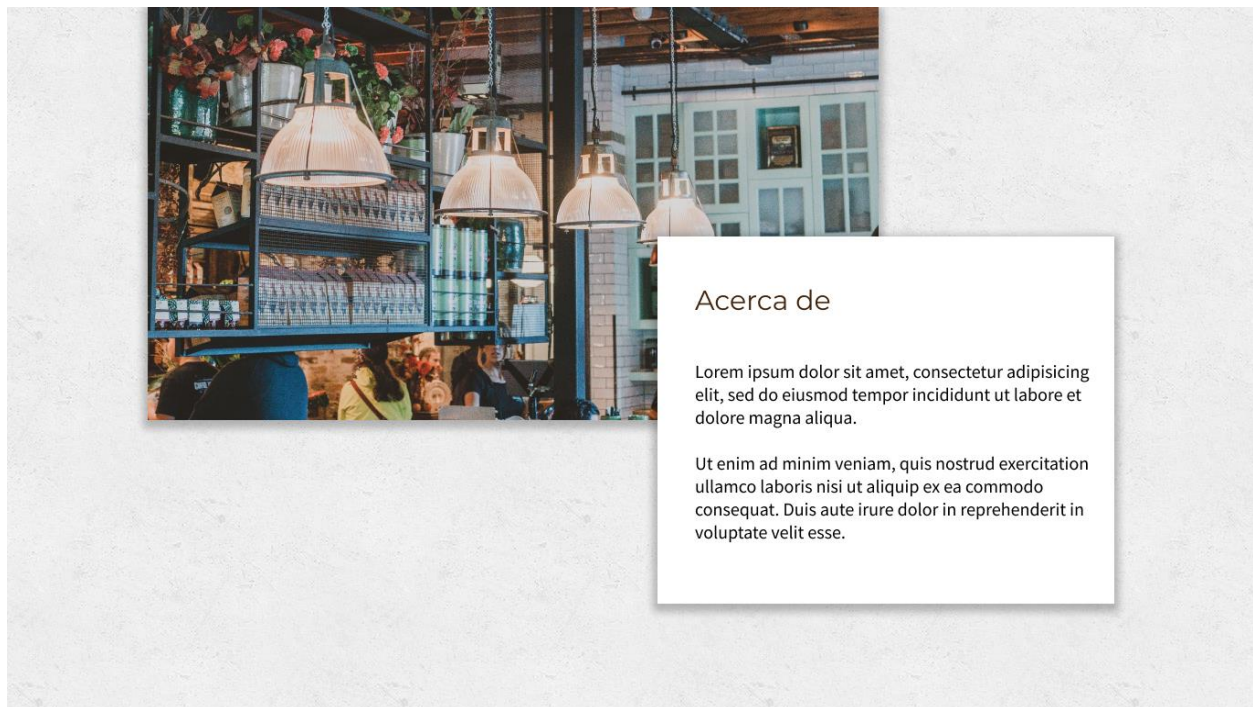 Acerca de
Lorem ipsum dolor sit amet, consectetur adipisicing
elit, sed do eiusmod tempor incididunt ut labore et
dolore magna aliqua.
Ut enim ad minim veniam, quis nostrud exercitation
ullamco laboris nisi ut aliquip ex ea commodo
consequat. Duis aute irure dolor in reprehenderit in
voluptate velit esse.